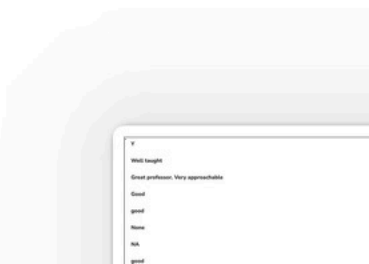 Y
Well taught
Great professor. Very approachable
Good
good
None
NA
good